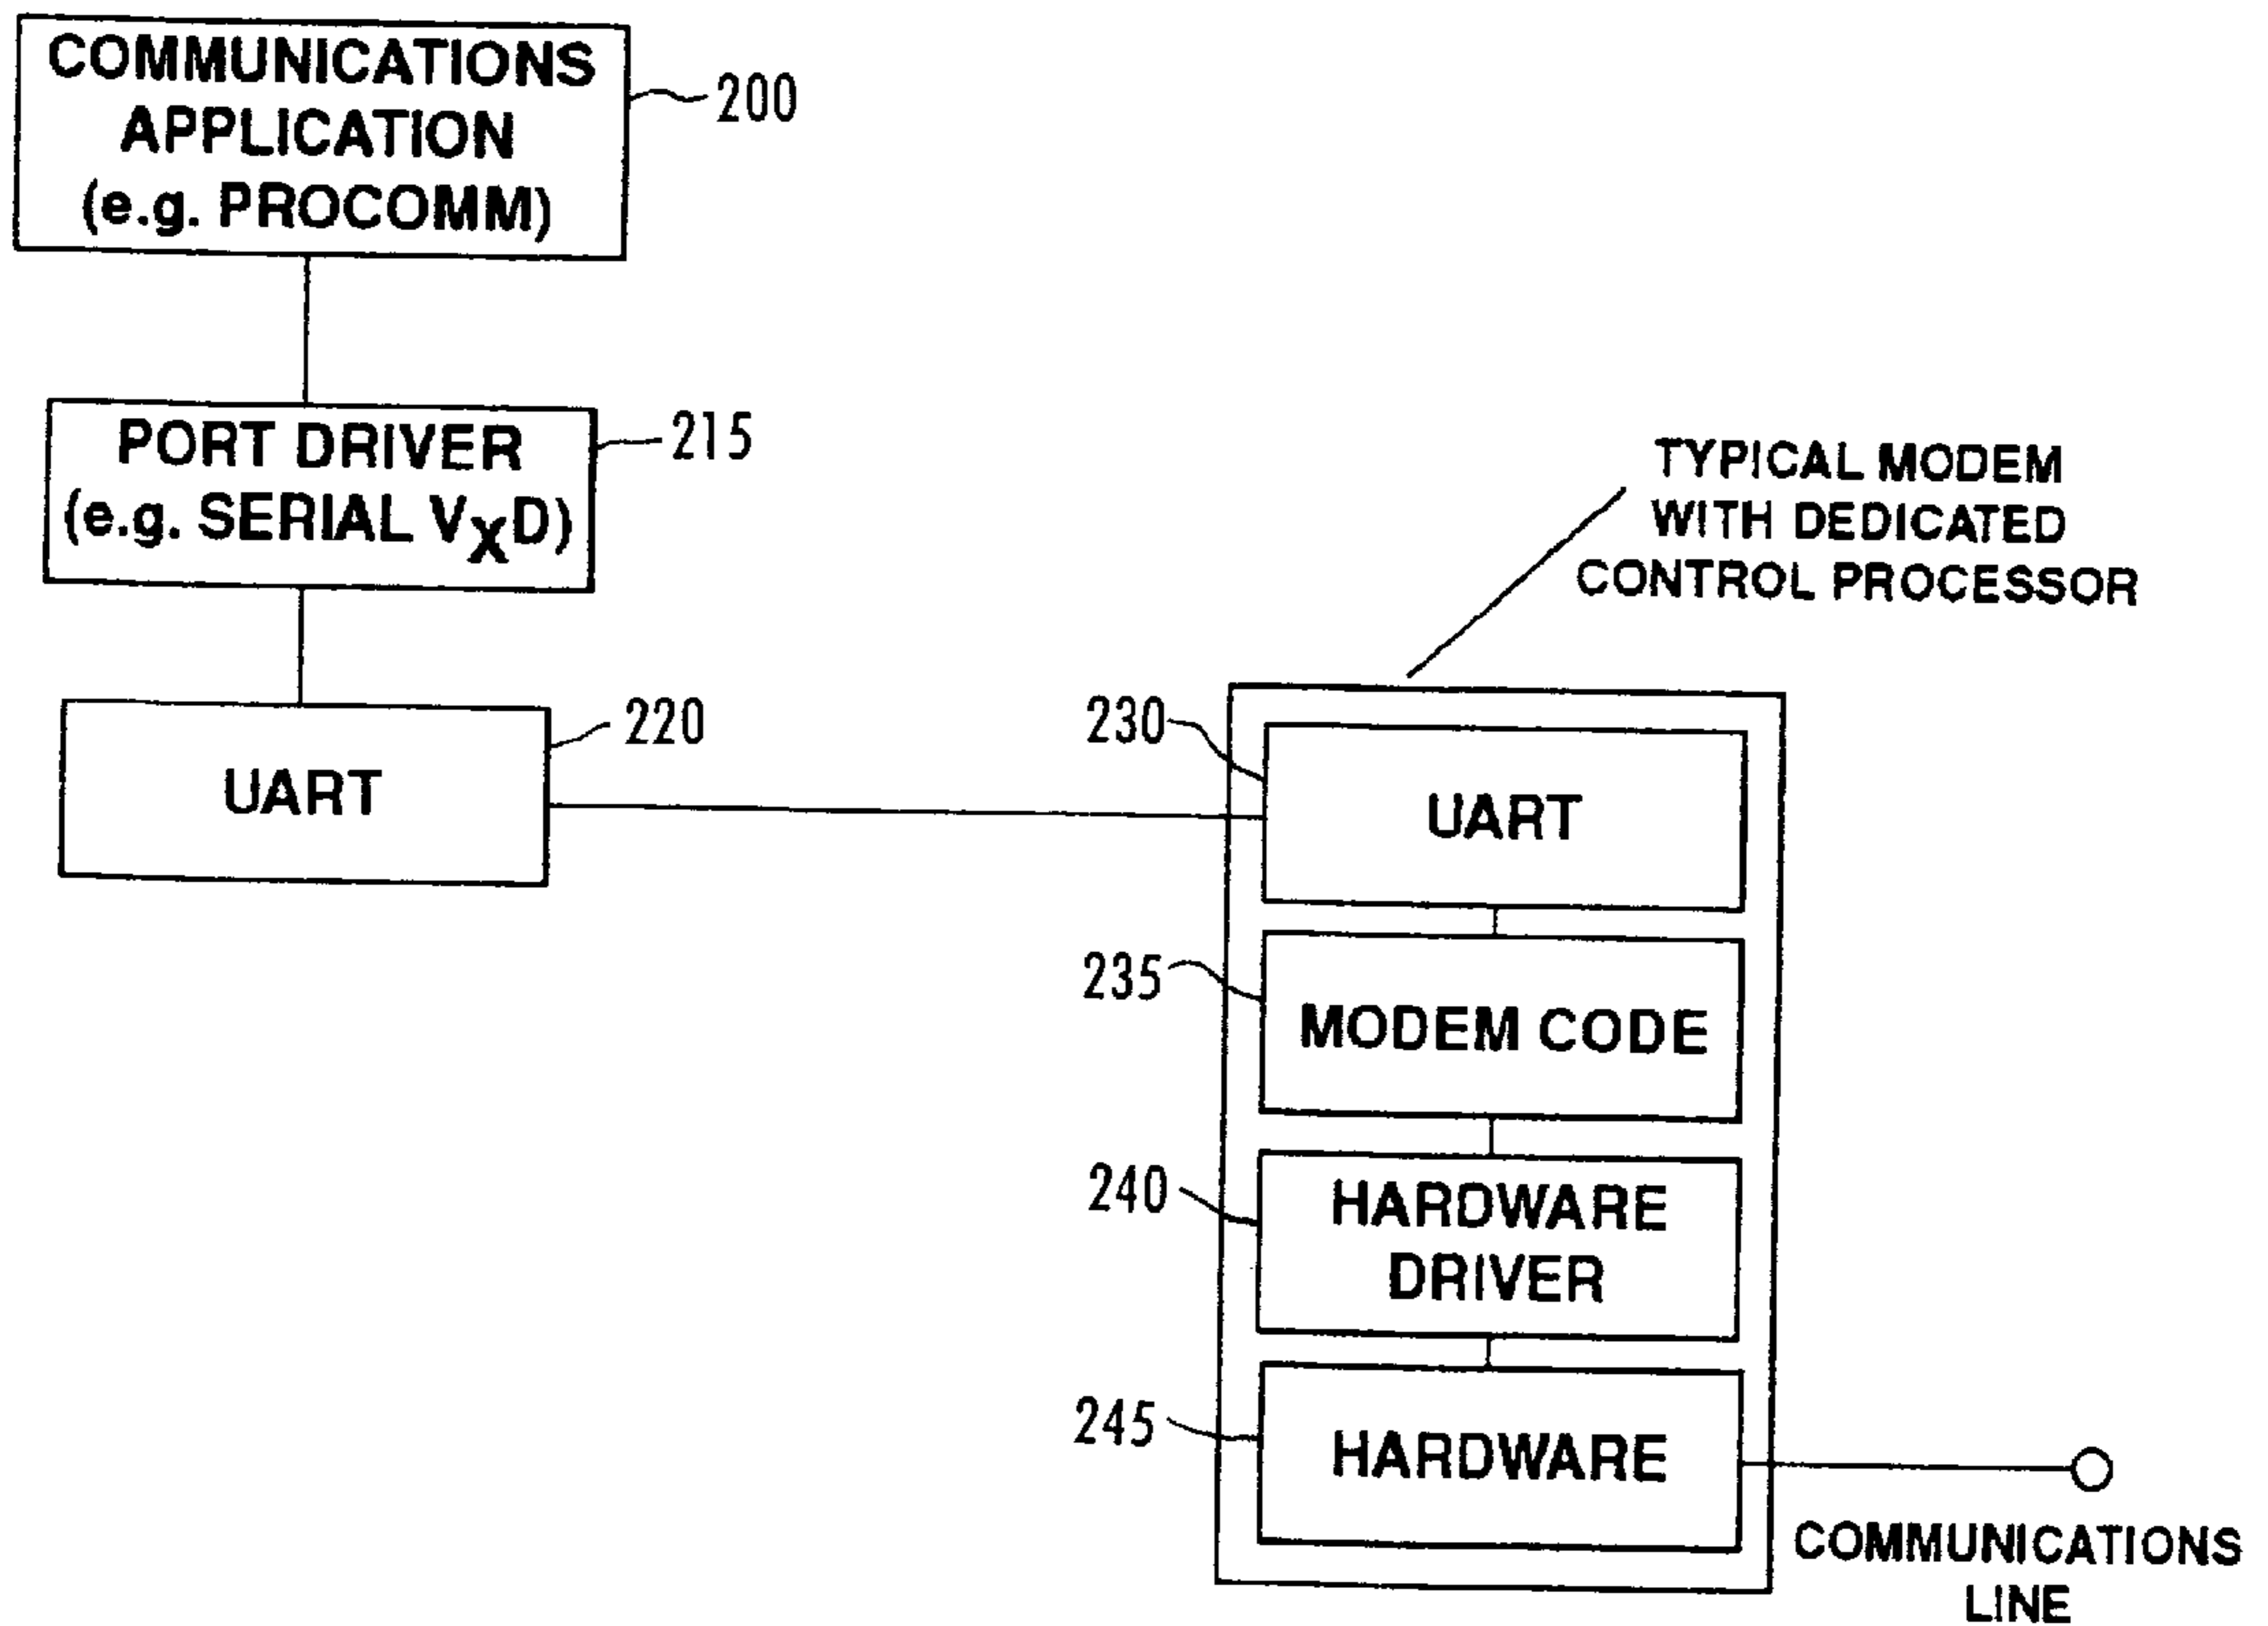 COMMUNICATIONS
APPLICATION
(e.g. PROCOMM)
200
PORT DRIVER
(e.g. SERIAL VXD)
215
TYPICAL MODEM
WITH DEDICATED
CONTROL PROCESSOR
UART
220
230
UART
235
MODEM CODE
240
HARDWARE
DRIVER
245
HARDWARE
COMMUNICATIONS
LINE